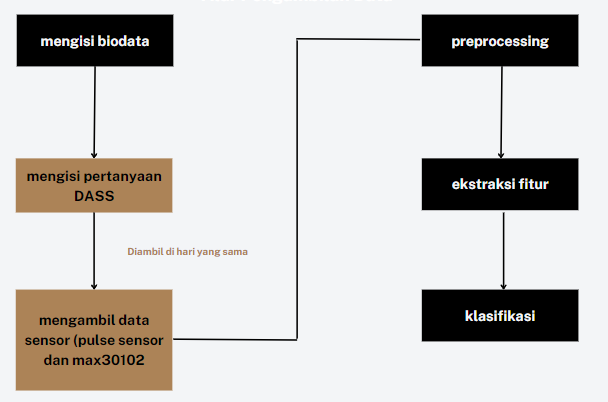 mengisi biodata
mengisi pertanyaan
DASS
Diambil di hari yang sama
mengambil data
sensor (pulse sensor
dan max30102
preprocessing
ekstraksi fitur
klasifikasi